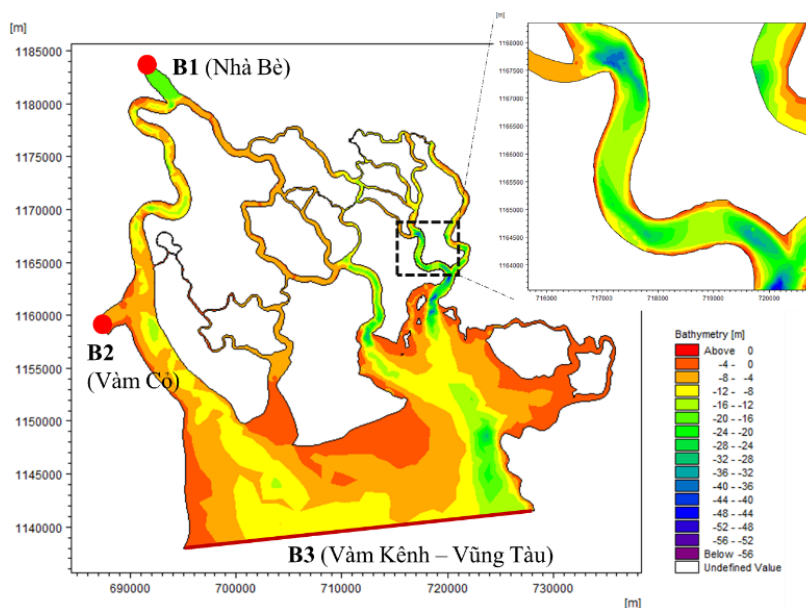 [m]
1185000
1180000
1175000
1170000
1165000
1160000
1155000
1150000
1145000
1140000
B1 (Nhà Bè)
B2
(Vàm Cỏ)
B3 (Vàm Kênh – Vũng Tàu)
690000 700000 710000 720000 730000
[m]
[m]
1168000
1167500
1167000
1166500
1166000
1165500
1165000
1164500
1164000
716000 717000 718000 719000 720000
Bathymetry [m]
Above 0
-4 - 0
-8 - -4
-12 - -8
-16 - -12
-20 - -16
-24 - -20
-28 - -24
-32 - -28
-36 - -32
-40 - -36
-44 - -40
-48 - -44
-52 - -48
-56 - -52
Below -56
Undefined Value